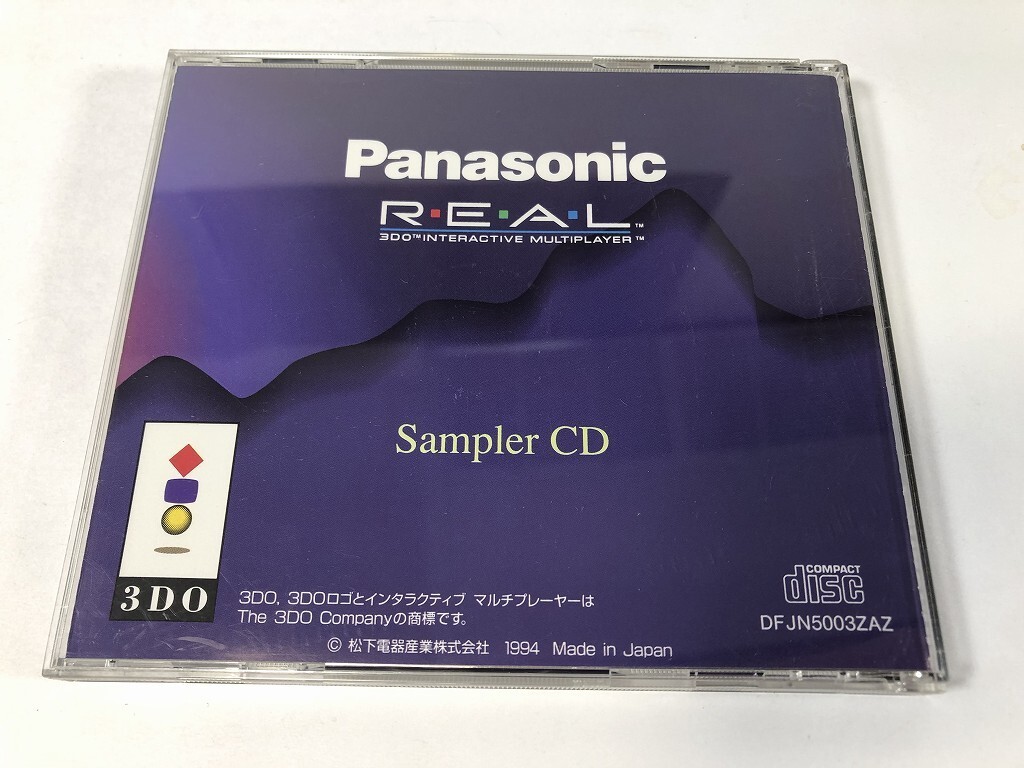 Panasonic
R·E·A·L™
3DO™ INTERACTIVE MULTIPLAYER™
Sampler CD
3DO
3DO, 3DOロゴとインタラクティブ マルチプレーヤーは
The 3DO Companyの商標です。
© 松下電器産業株式会社 1994 Made in Japan
COMPACT
disc
DFJN5003ZAZ